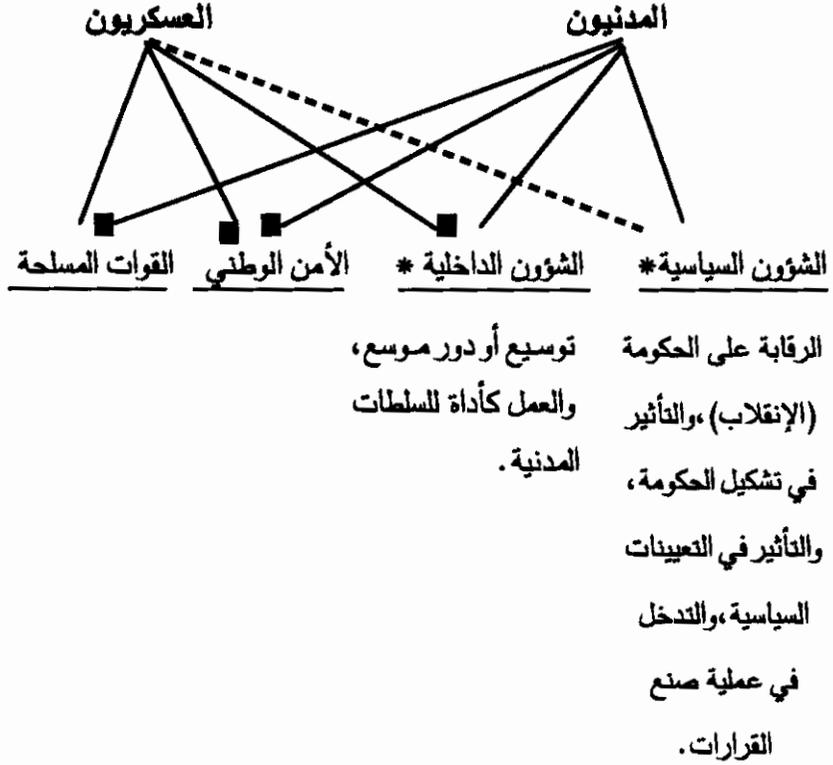 المدنيون العسكريون
الشؤون السياسية* الشؤون الداخلية * الأمن الوطني القوات المسلحة
الرقابة على الحكومة
(الإنقلاب)،والتأثير
في تشكيل الحكومة،
والتأثير في التعيينات
السياسية،والتدخل
في عملية صنع
القرارات.
توسيع أو دور موسع،
والعمل كأداة للسلطات
المدنية.